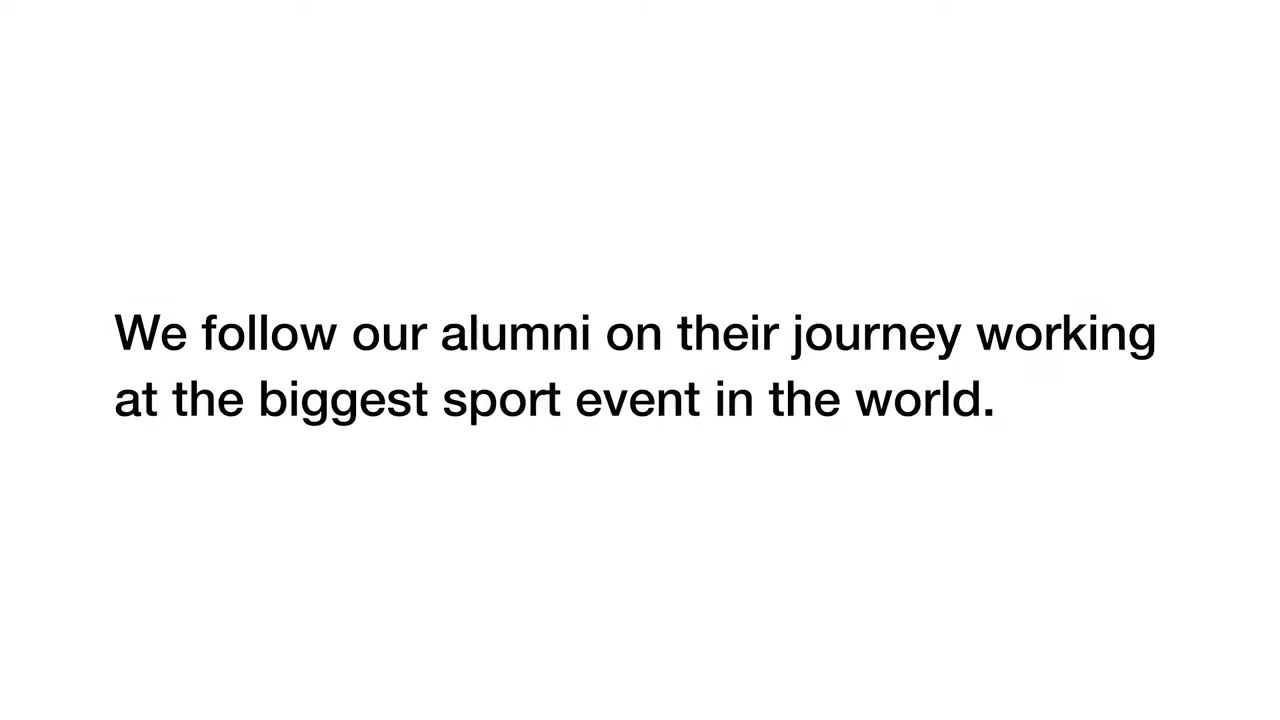 We follow our alumni on their journey working
at the biggest sport event in the world.